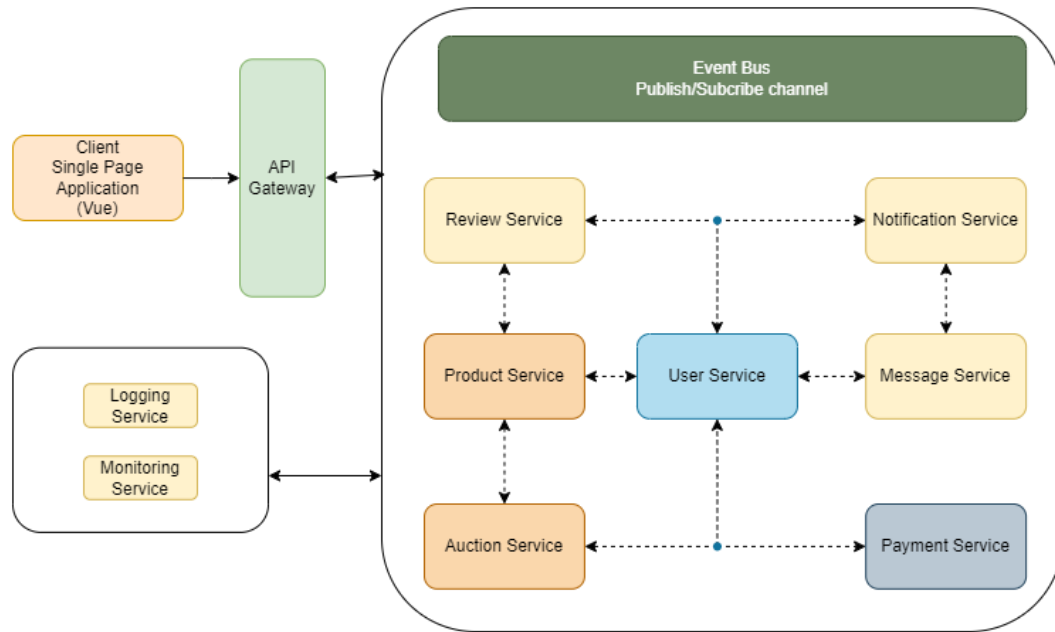 Event Bus
Publish/Subcribe channel
Client
Single Page
Application
(Vue)
API
Gateway
Review Service
Notification Service
Product Service
User Service
Message Service
Logging
Service
Monitoring
Service
Auction Service
Payment Service